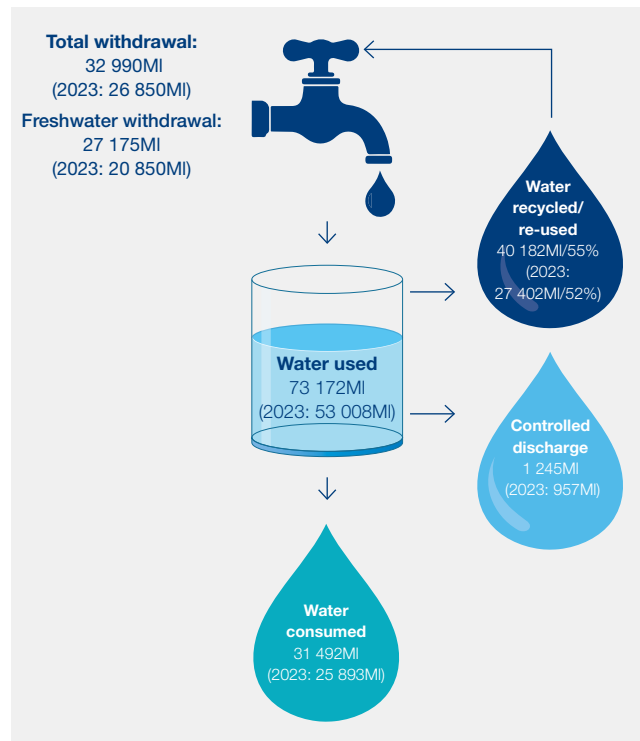 Total withdrawal:
32 990Ml
(2023: 26 850Ml)
Freshwater withdrawal:
27 175Ml
(2023: 20 850Ml)
Water
recycled/
re-used
40 182Ml/55%
(2023:
27 402Ml/52%)
Water used
73 172Ml
(2023: 53 008Ml)
Controlled
discharge
1 245Ml
(2023: 957Ml)
Water
consumed
31 492Ml
(2023: 25 893Ml)